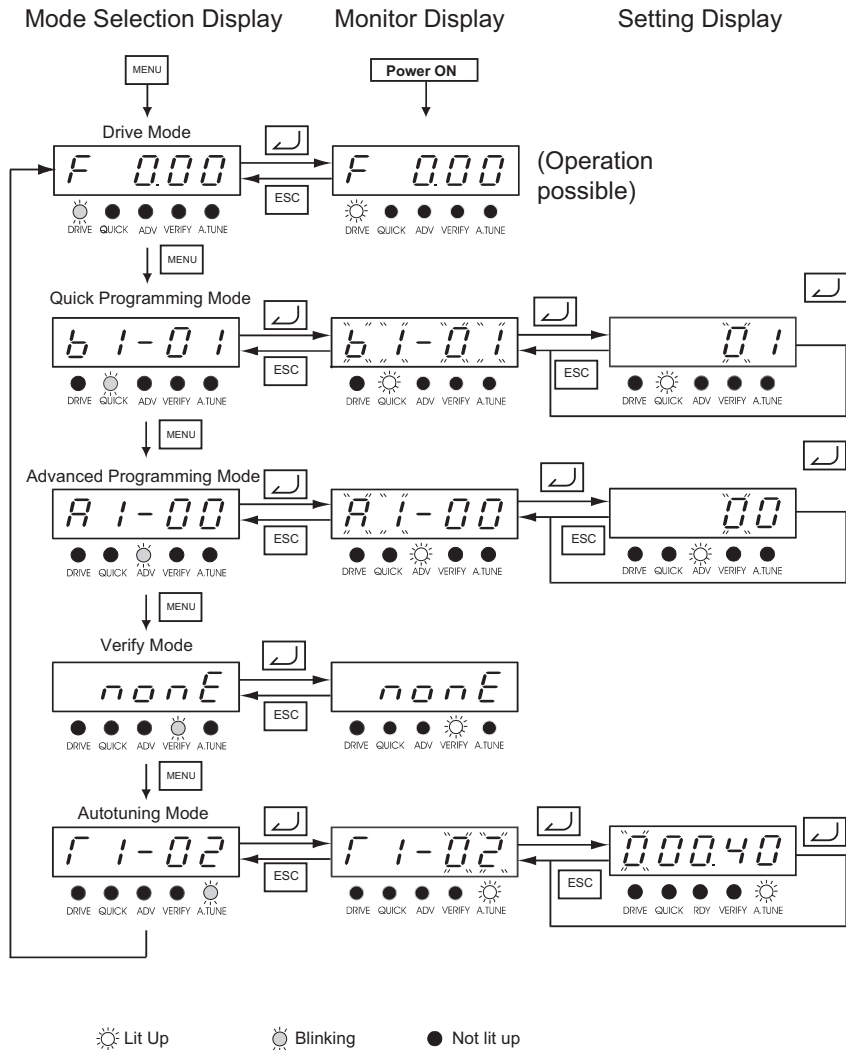 Mode Selection Display Monitor Display Setting Display
MENU Power ON
Drive Mode
F 0.00 ESC F 0.00 (Operation
possible)
DRIVE QUICK ADV VERIFY A.TUNE DRIVE QUICK ADV VERIFY A.TUNE
MENU
Quick Programming Mode
b1-01 ESC b1-01 ESC 01
DRIVE QUICK ADV VERIFY A.TUNE DRIVE QUICK ADV VERIFY A.TUNE DRIVE QUICK ADV VERIFY A.TUNE
MENU
Advanced Programming Mode
A1-00 ESC A1-00 ESC 00
DRIVE QUICK ADV VERIFY A.TUNE DRIVE QUICK ADV VERIFY A.TUNE DRIVE QUICK ADV VERIFY A.TUNE
MENU
Verify Mode
nonE ESC nonE
DRIVE QUICK ADV VERIFY A.TUNE DRIVE QUICK ADV VERIFY A.TUNE
MENU
Autotuning Mode
T1-02 ESC T1-02 ESC 000.40
DRIVE QUICK ADV VERIFY A.TUNE DRIVE QUICK ADV VERIFY A.TUNE DRIVE QUICK RDY VERIFY A.TUNE
Lit Up Blinking Not lit up